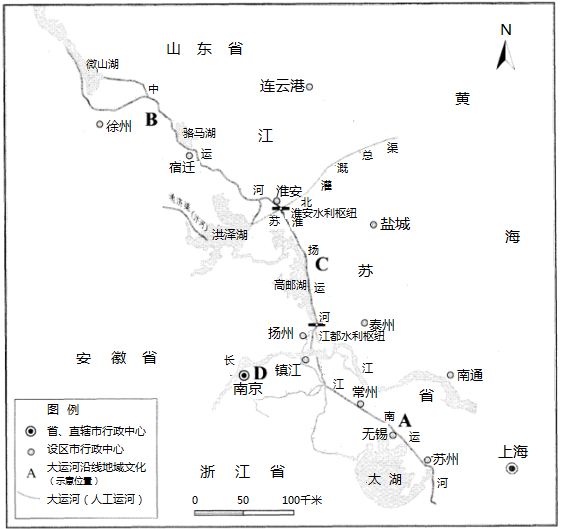 山东省
N
微山湖
中
连云港
黄
B
徐州
骆马湖
江
渠
总
运
溉
宿迁
灌
河
淮安
北
淮安水利枢纽
苏
淮
盐城
洪泽湖
海
扬
C
苏
高邮湖
运
河
泰州
扬州
江都水利枢纽
安徽省
长
D
镇江
江
南京
南通
江
常州
省
南
A
无锡
运
苏州
上海
太湖
河
浙江省
图例
省、直辖市行政中心
设区市行政中心
A 大运河沿线地域文化
(示意位置)
大运河(人工运河)
0 50 100千米